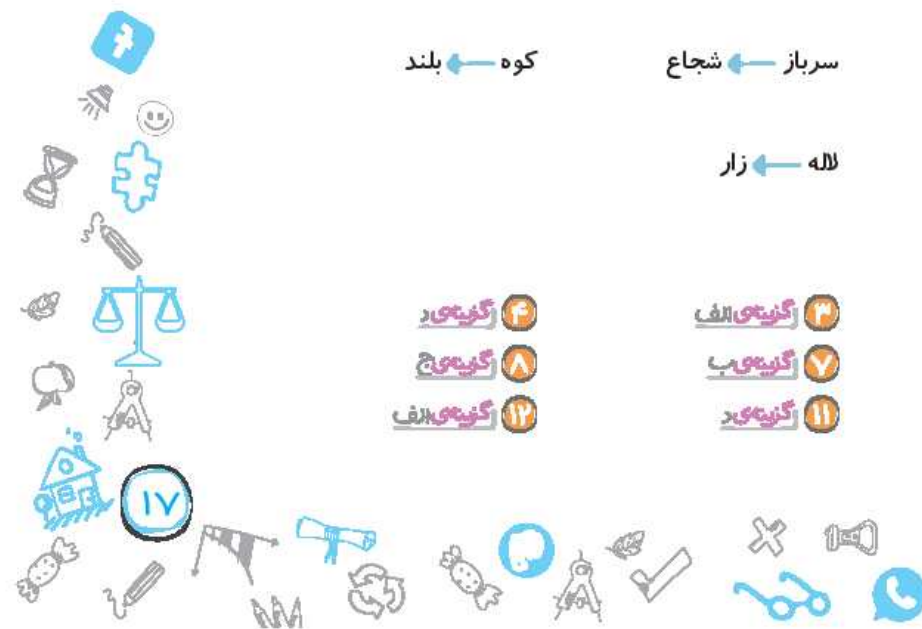 سرباز ← شجاع کوه ← بلند
لاله ← زار
۳ گزینه‌ی الف ۴ گزینه‌ی د
۷ گزینه‌ی ب ۸ گزینه‌ی ج
۱۱ گزینه‌ی د ۱۲ گزینه‌ی الف
۱۷